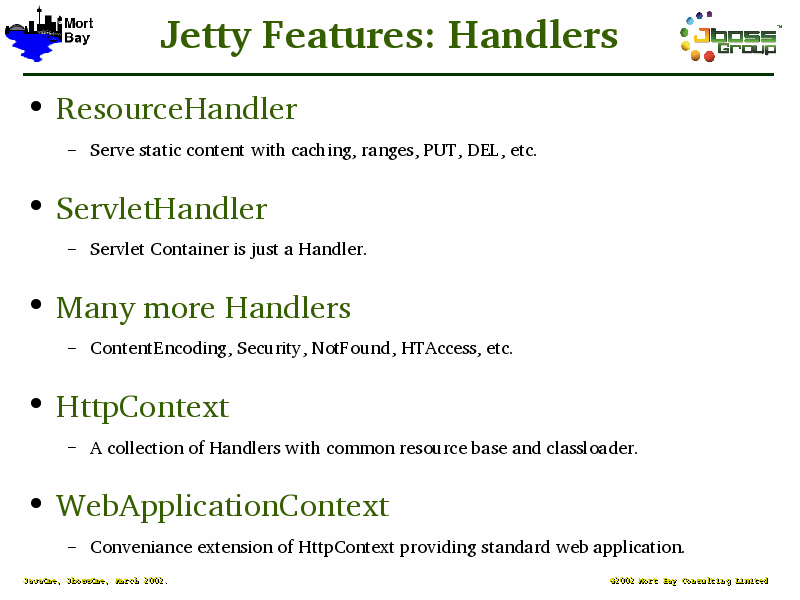 Mort
Bay
Jetty Features: Handlers
Jboss
Group
™
• ResourceHandler
– Serve static content with caching, ranges, PUT, DEL, etc.
• ServletHandler
– Servlet Container is just a Handler.
• Many more Handlers
– ContentEncoding, Security, NotFound, HTAccess, etc.
• HttpContext
– A collection of Handlers with common resource base and classloader.
• WebApplicationContext
– Conveniance extension of HttpContext providing standard web application.
JavaOne, JbossOne, March 2002.
©2002 Mort Bay Consulting Limited